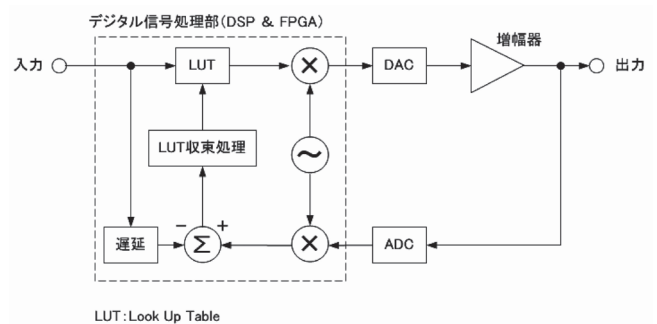 デジタル信号処理部(DSP & FPGA)
増幅器
入力
LUT
DAC
出力
LUT収束処理
遅延
Σ
ADC
LUT:Look Up Table